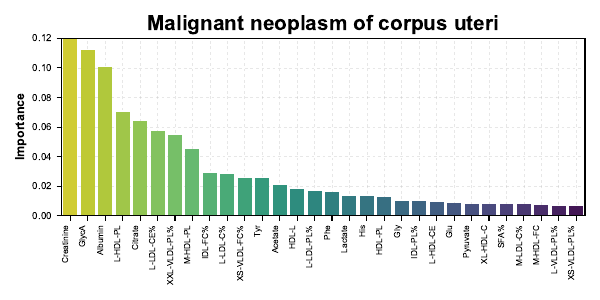 Malignant neoplasm of corpus uteri
Importance
0.12
0.10
0.08
0.06
0.04
0.02
0.00
Creatinine
GlycA
Albumin
L-HDL-PL
Citrate
L-LDL-CE%
XXL-VLDL-PL%
M-HDL-PL
IDL-FC%
L-LDL-C%
XS-VLDL-FC%
Tyr
Acetate
HDL-L
L-LDL-PL%
Phe
Lactate
His
HDL-PL
Gly
IDL-PL%
L-HDL-CE
Glu
Pyruvate
XL-HDL-C
SFA%
M-LDL-C%
M-HDL-FC
L-VLDL-PL%
XS-VLDL-PL%